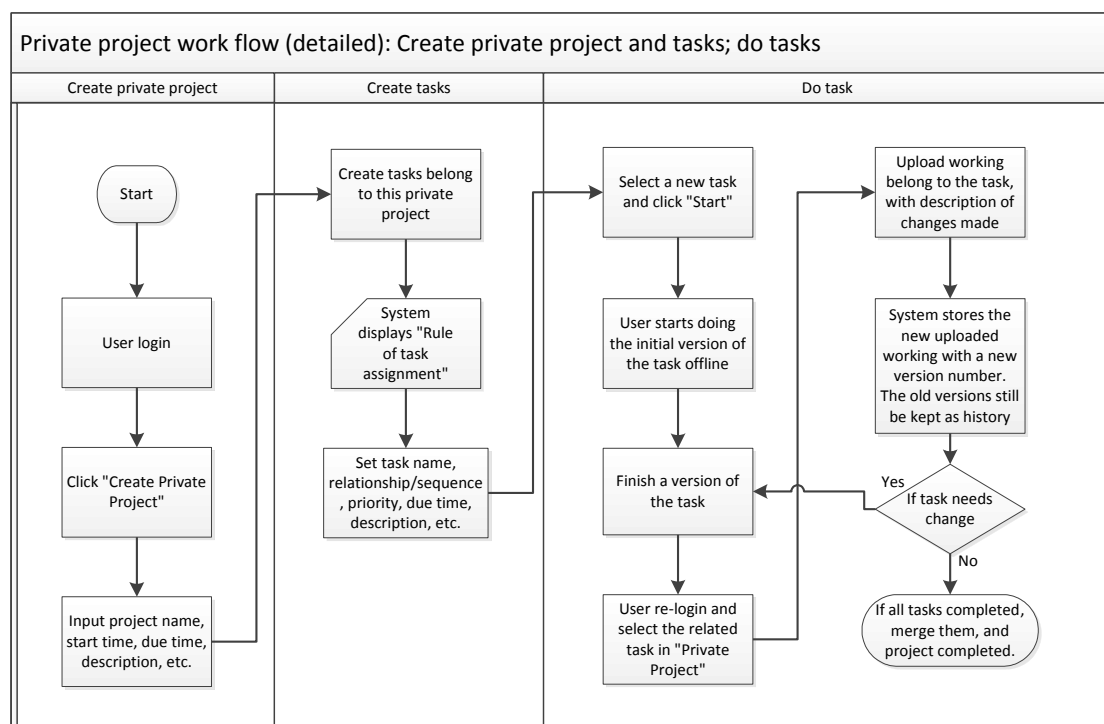 Private project work flow (detailed): Create private project and tasks; do tasks
Create private project
Create tasks
Do task
Start
User login
Click "Create Private
Project"
Input project name,
start time, due time,
description, etc.
Create tasks belong
to this private
project
System
displays "Rule
of task
assignment"
Set task name,
relationship/sequence
, priority, due time,
description, etc.
Select a new task
and click "Start"
User starts doing
the initial version of
the task offline
Finish a version of
the task
User re-login and
select the related
task in "Private
Project"
Upload working
belong to the task,
with description of
changes made
System stores the
new uploaded
working with a new
version number.
The old versions still
be kept as history
Yes
If task needs
change
No
If all tasks completed,
merge them, and
project completed.